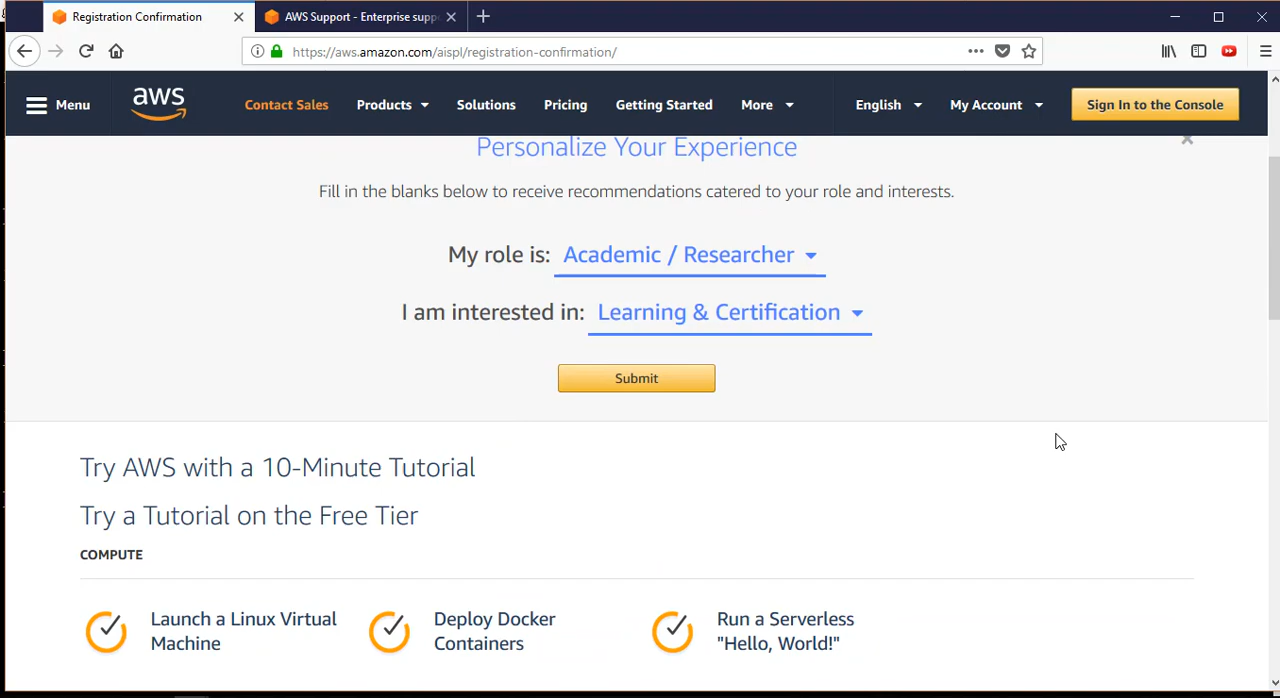 Registration Confirmation
AWS Support - Enterprise supp
https://aws.amazon.com/aispl/registration-confirmation/
Menu
aws
Contact Sales
Products
Solutions
Pricing
Getting Started
More
English
My Account
Sign In to the Console
Personalize Your Experience
Fill in the blanks below to receive recommendations catered to your role and interests.
My role is: Academic / Researcher
I am interested in: Learning & Certification
Submit
Try AWS with a 10-Minute Tutorial
Try a Tutorial on the Free Tier
COMPUTE
Launch a Linux Virtual
Machine
Deploy Docker
Containers
Run a Serverless
"Hello, World!"